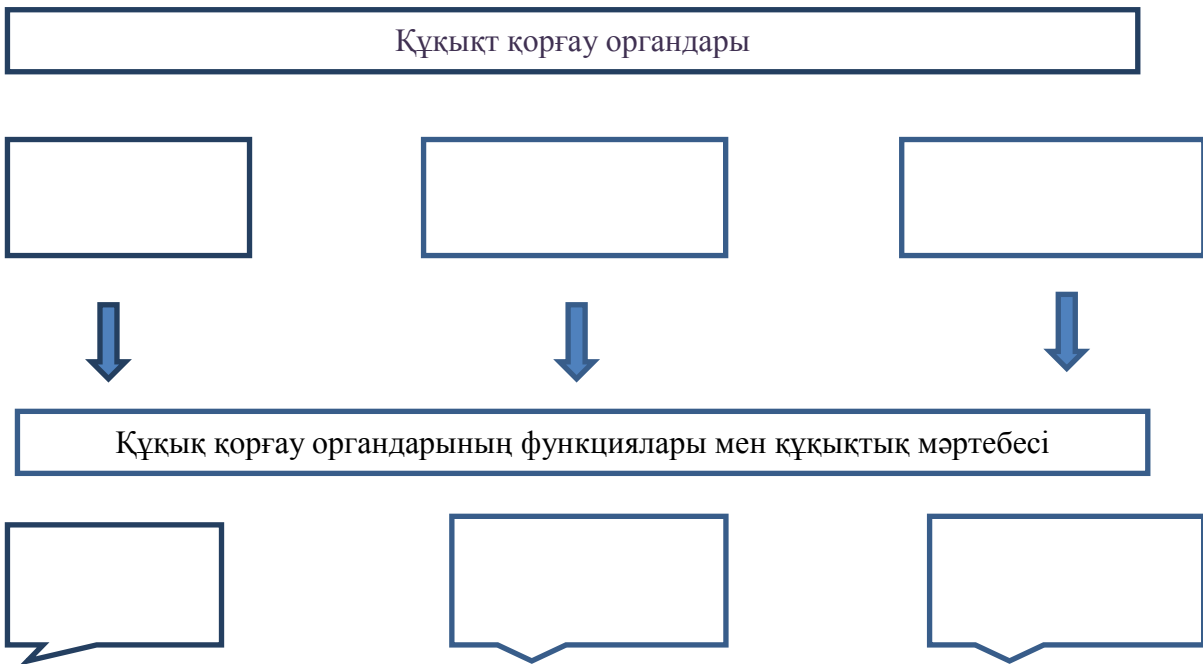 Құқықт қорғау органдары
Құқық қорғау органдарының функциялары мен құқықтық мәртебесі